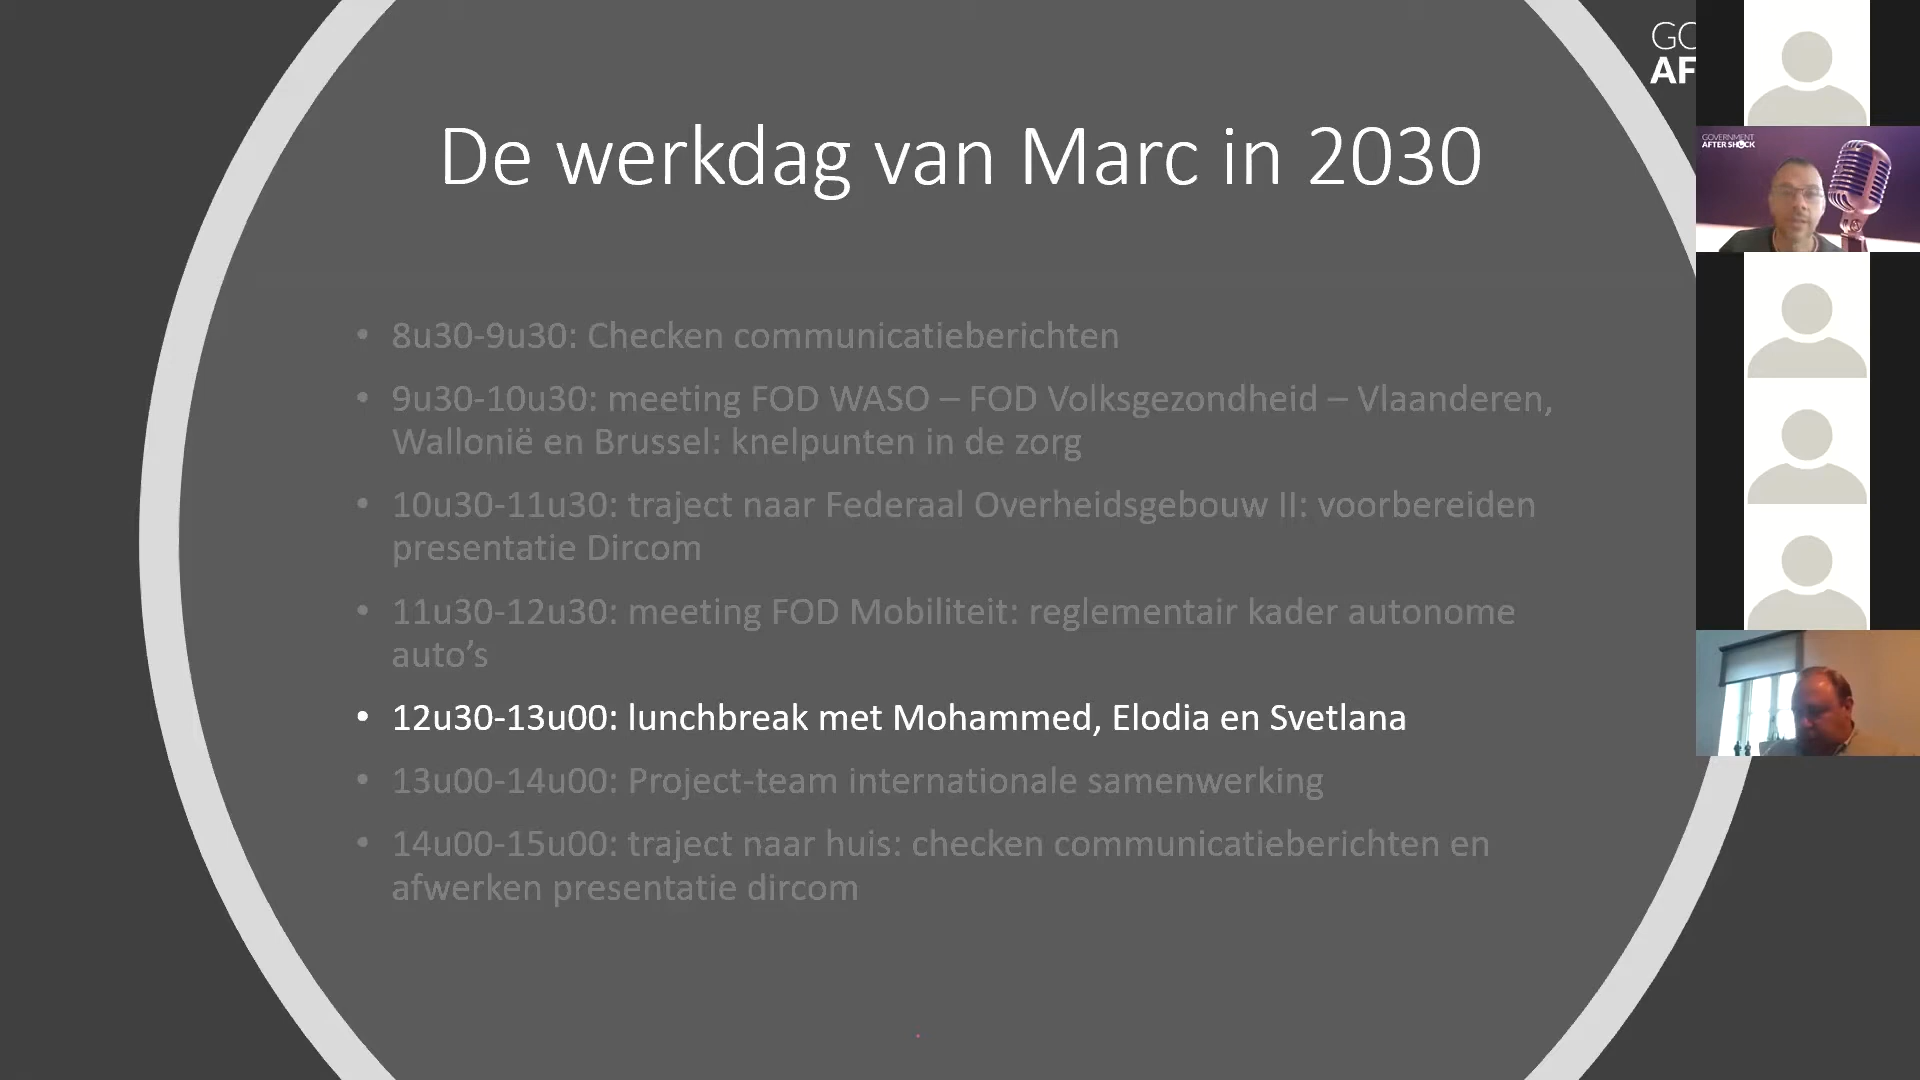 GO
AF
GOVERNMENT
AFTER SHOCK
De werkdag van Marc in 2030
• 8u30-9u30: Checken communicatieberichten
• 9u30-10u30: meeting FOD WASO – FOD Volksgezondheid – Vlaanderen,
Wallonië en Brussel: knelpunten in de zorg
• 10u30-11u30: traject naar Federaal Overheidsgebouw II: voorbereiden
presentatie Dircom
• 11u30-12u30: meeting FOD Mobiliteit: reglementair kader autonome
auto’s
• 12u30-13u00: lunchbreak met Mohammed, Elodia en Svetlana
• 13u00-14u00: Project-team internationale samenwerking
• 14u00-15u00: traject naar huis: checken communicatieberichten en
afwerken presentatie dircom